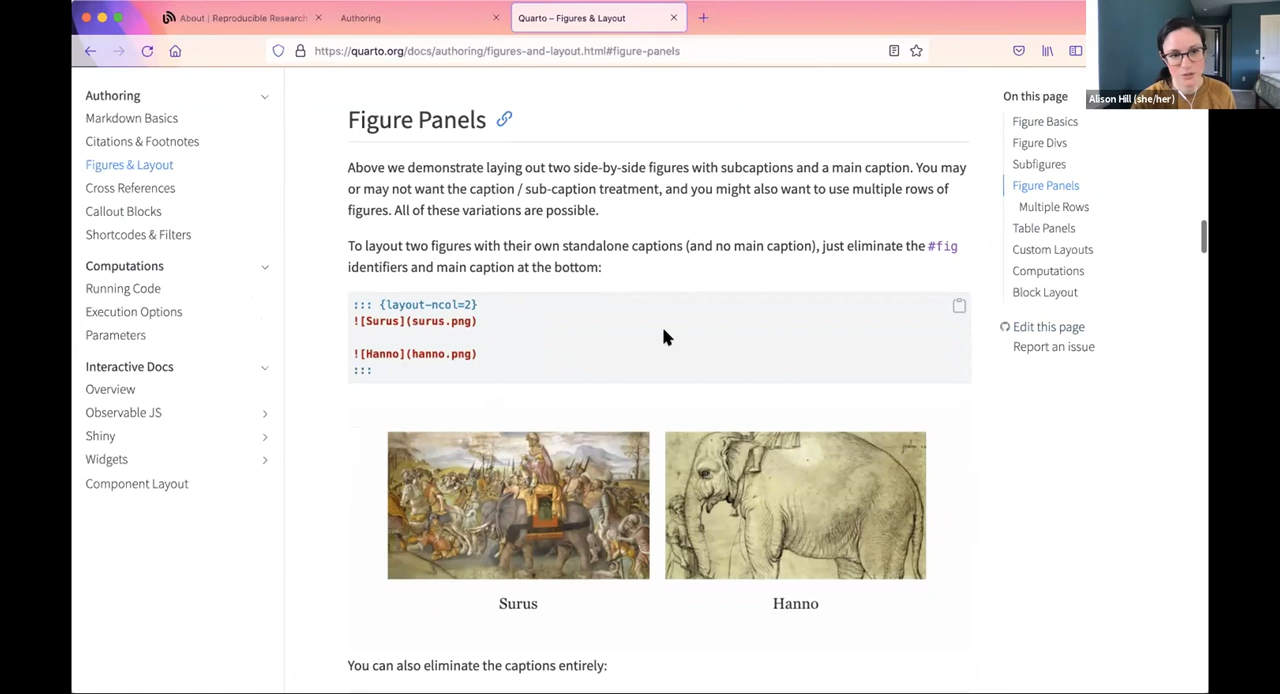 About | Reproducible Research
Authoring
Quarto – Figures & Layout
https://quarto.org/docs/authoring/figures-and-layout.html#figure-panels
Alison Hill (she/her)
Authoring
Markdown Basics
Citations & Footnotes
Figures & Layout
Cross References
Callout Blocks
Shortcodes & Filters
Computations
Running Code
Execution Options
Parameters
Interactive Docs
Overview
Observable JS
Shiny
Widgets
Component Layout
Figure Panels
Above we demonstrate laying out two side-by-side figures with subcaptions and a main caption. You may
or may not want the caption / sub-caption treatment, and you might also want to use multiple rows of
figures. All of these variations are possible.
To layout two figures with their own standalone captions (and no main caption), just eliminate the #fig
identifiers and main caption at the bottom:
::: {layout-ncol=2}
![Surus](surus.png)
![Hanno](hanno.png)
:::
Surus
Hanno
You can also eliminate the captions entirely:
On this page
Figure Basics
Figure Divs
Subfigures
Figure Panels
Multiple Rows
Table Panels
Custom Layouts
Computations
Block Layout
Edit this page
Report an issue